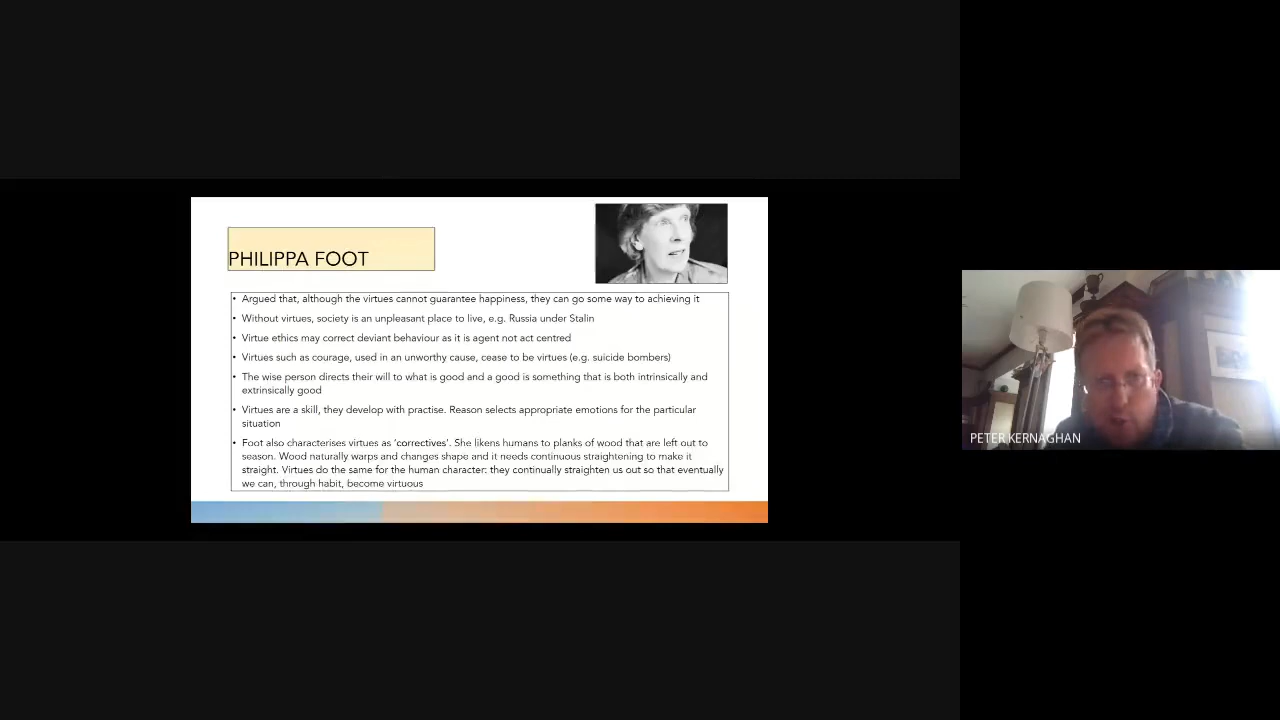 PHILIPPA FOOT
• Argued that, although the virtues cannot guarantee happiness, they can go some way to achieving it
• Without virtues, society is an unpleasant place to live, e.g. Russia under Stalin
• Virtue ethics may correct deviant behaviour as it is agent not act centred
• Virtues such as courage, used in an unworthy cause, cease to be virtues (e.g. suicide bombers)
• The wise person directs their will to what is good and a good is something that is both intrinsically and
extrinsically good
• Virtues are a skill, they develop with practise. Reason selects appropriate emotions for the particular
situation
• Foot also characterises virtues as ‘correctives’. She likens humans to planks of wood that are left out to
season. Wood naturally warps and changes shape and it needs continuous straightening to make it
straight. Virtues do the same for the human character: they continually straighten us out so that eventually
we can, through habit, become virtuous
PETER KERNAGHAN